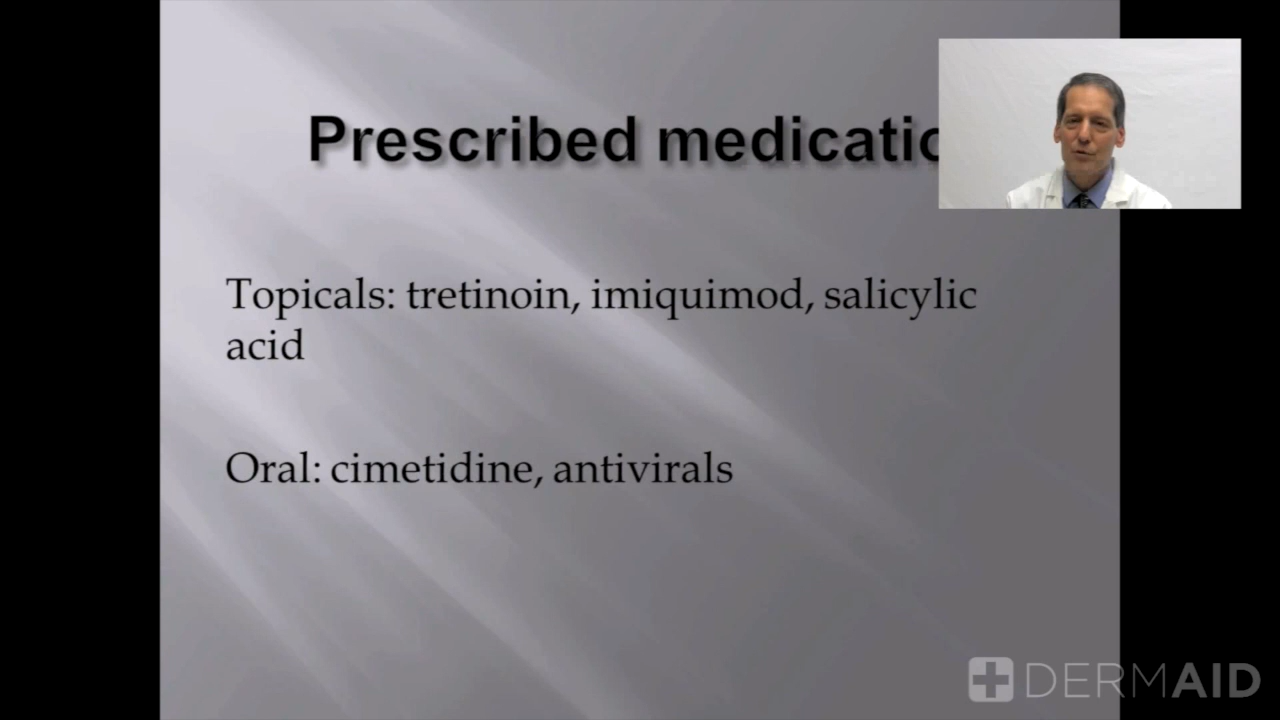 Prescribed medicatio
Topicals: tretinoin, imiquimod, salicylic
acid
Oral: cimetidine, antivirals
DERMAID